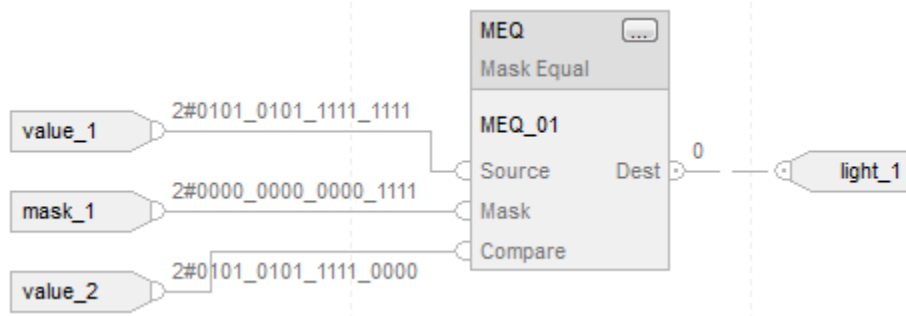 MEQ
...
Mask Equal
2#0101_0101_1111_1111
value_1
MEQ_01
0
Source
Dest
light_1
2#0000_0000_0000_1111
mask_1
Mask
Compare
2#0101_0101_1111_0000
value_2